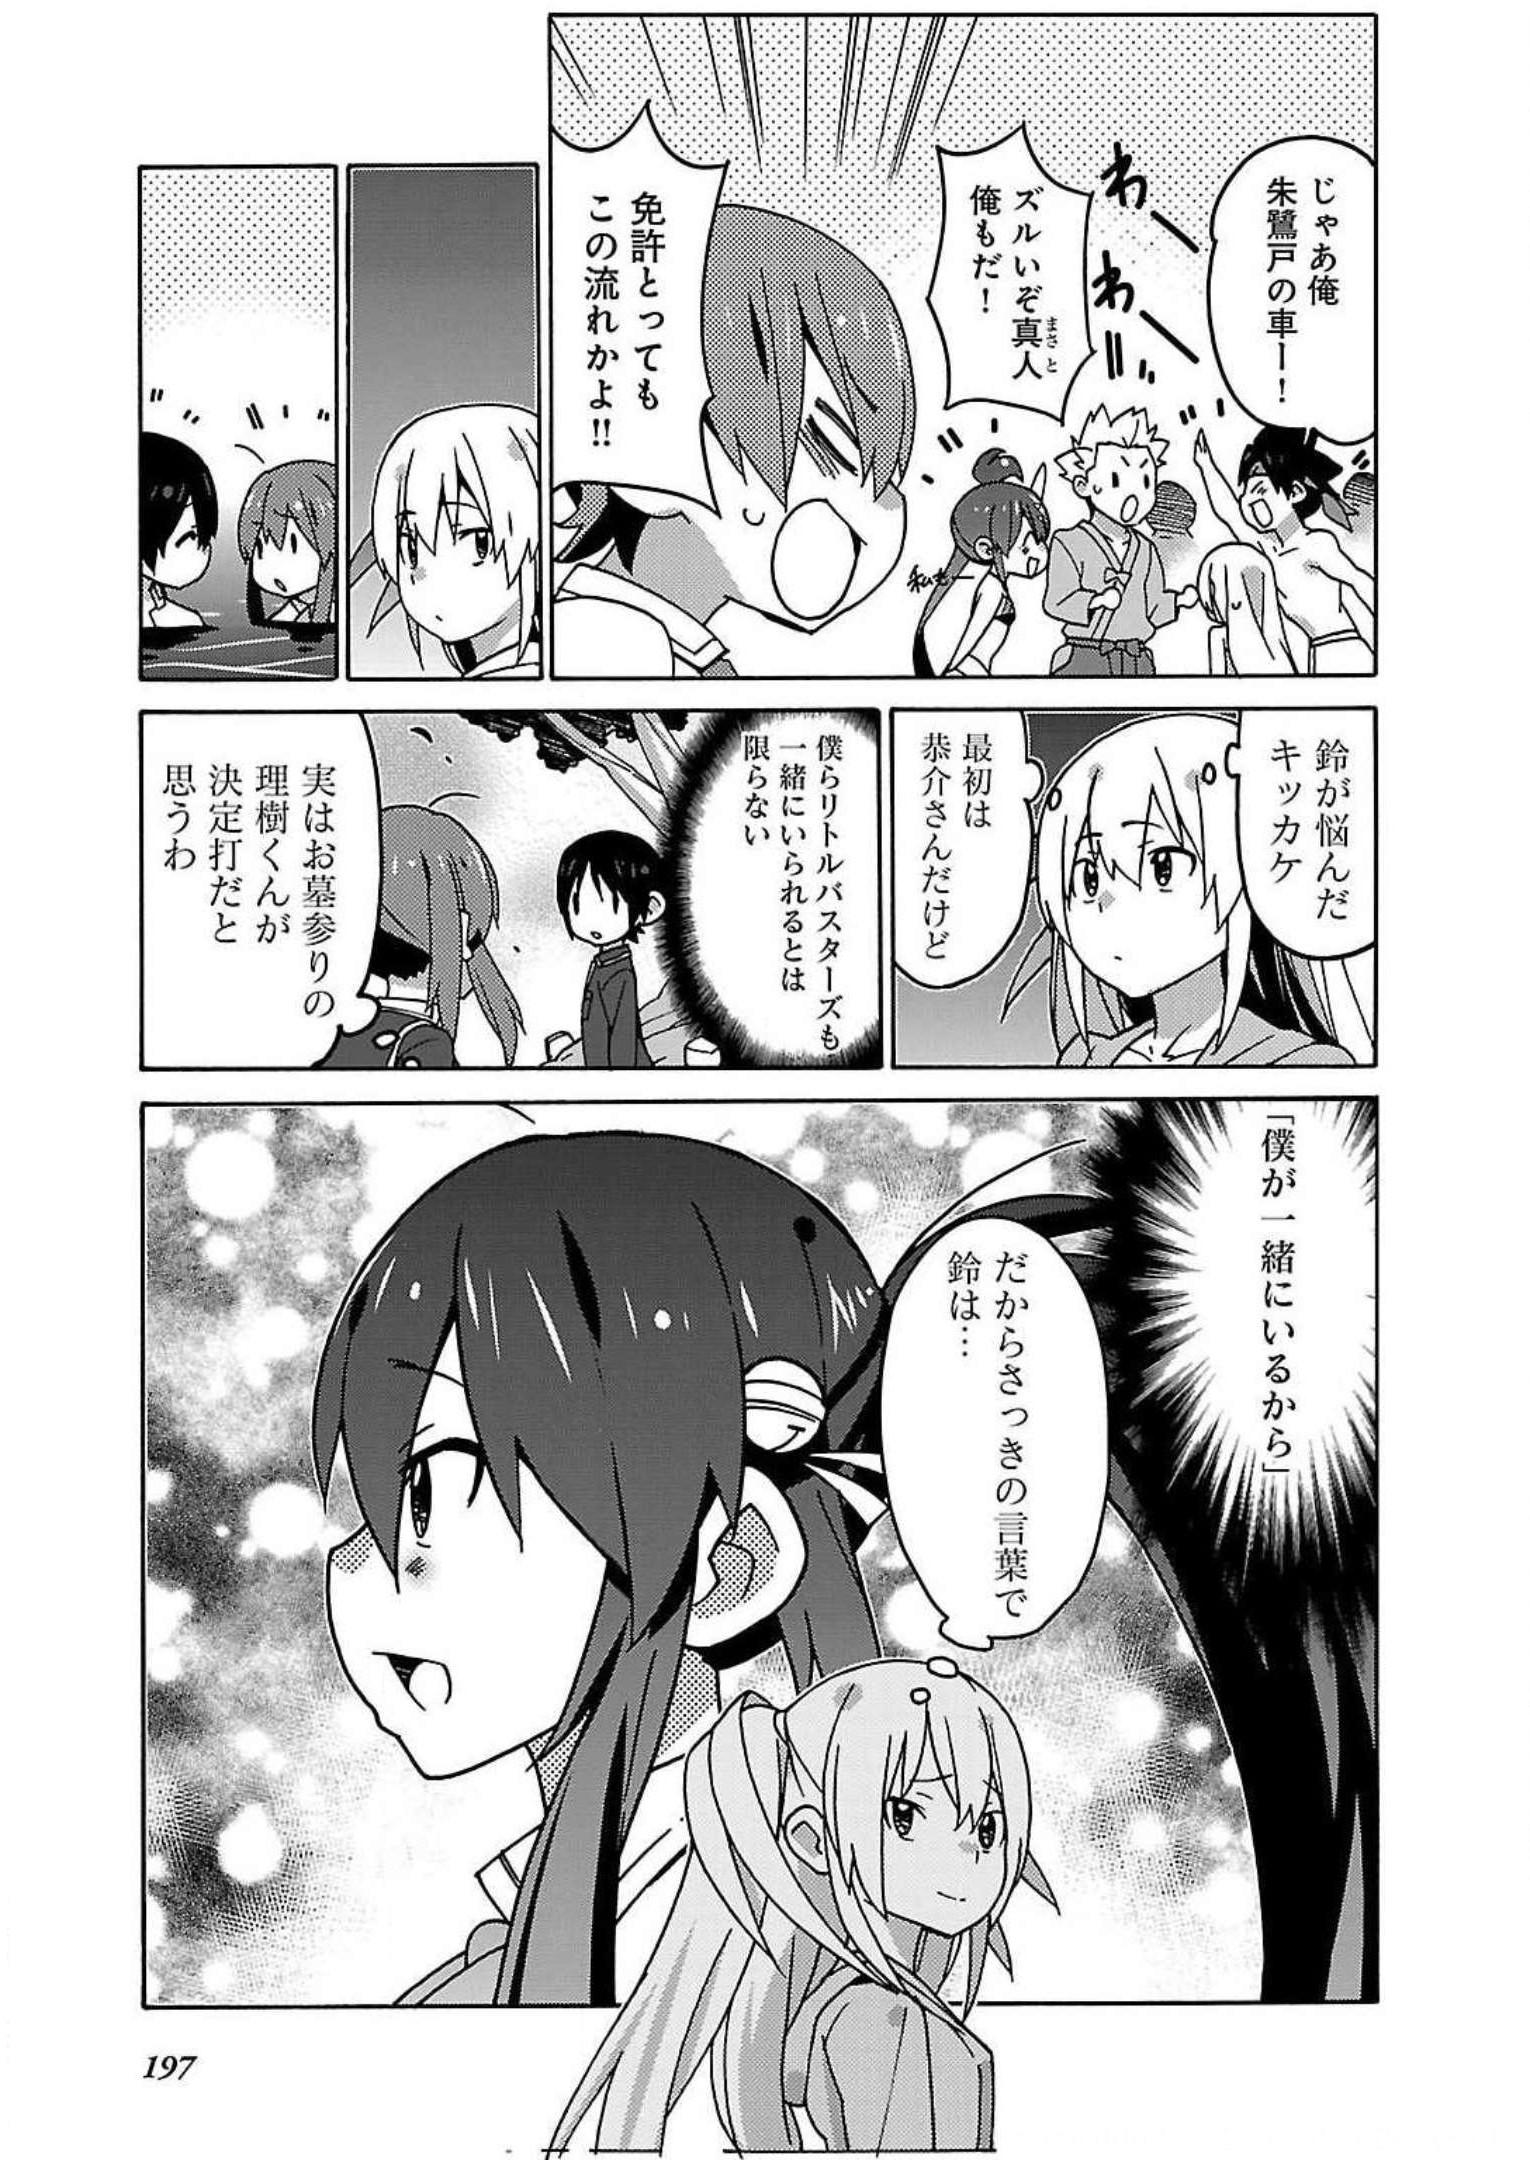 じゃあ俺
朱鷺戸の車ー!
わー
わー
ズルいぞ真人
まさと
俺もだ!
私もー
免許とっても
この流れかよ!!
鈴が悩んだ
キッカケ
最初は
恭介さんだけど
僕らリトルバスターズも
一緒にいられるとは
限らない
実はお墓参りの
理樹くんが
決定打だと
思うわ
「僕が一緒にいるから」
だからさっきの言葉で
鈴は…
197